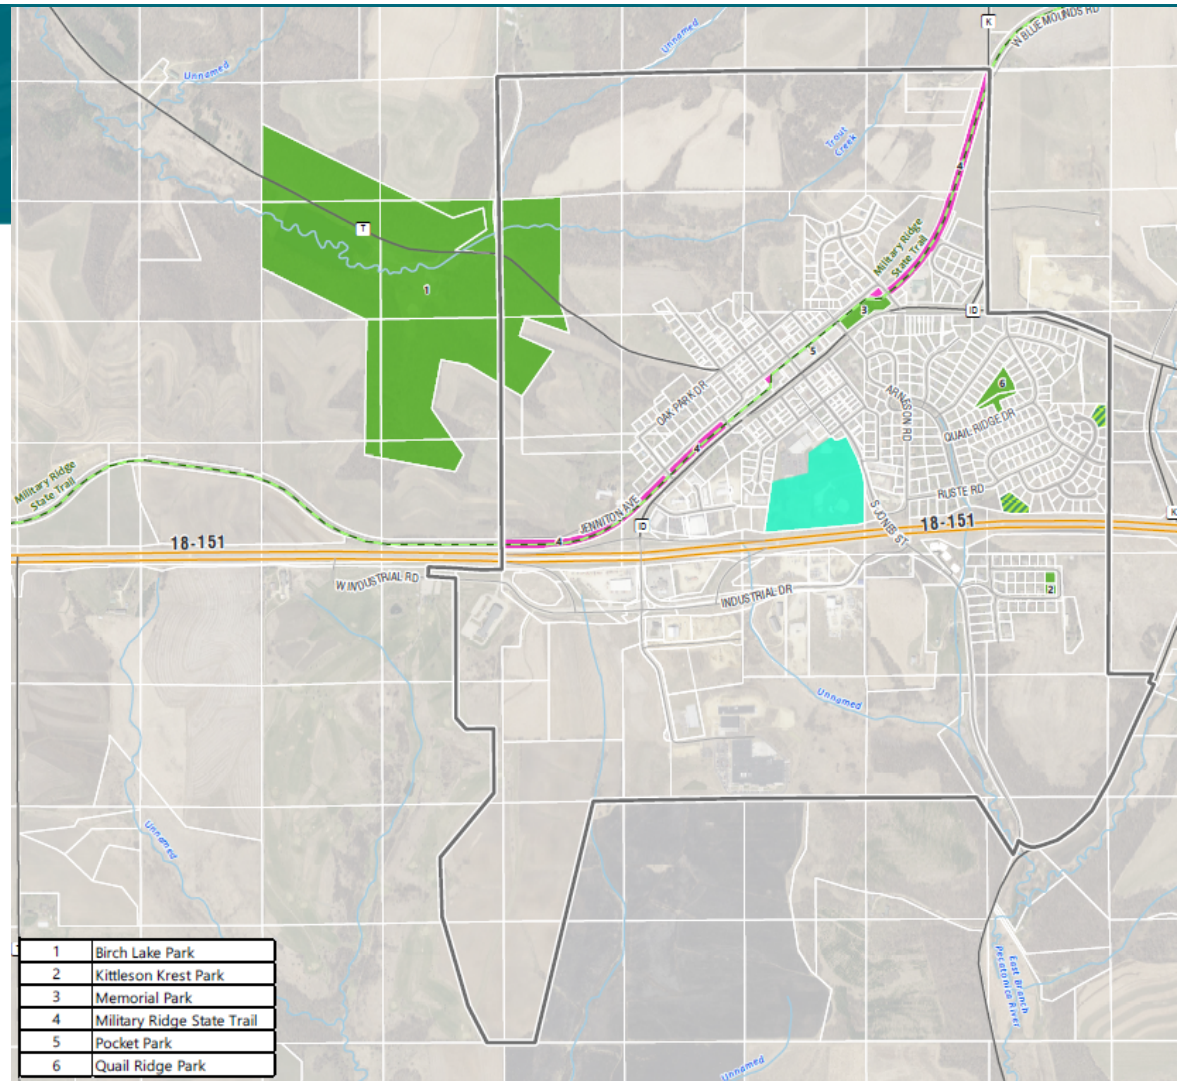 K
W BLUE MOUNDS RD
Unnamed
Unnamed
Trout
Creek
4
T
Military Ridge
State Trail
1
3
ID
5
6
OAK PARK DR
ARNESON RD
QUAIL RIDGE DR
4
Military Ridge
State Trail
RUSTE RD
JENNITON AVE
ID
S JONES ST
K
18-151
18-151
4
W INDUSTRIAL RD
INDUSTRIAL DR
2
Unnamed
Unnamed
East Branch
Pecatonica River
Unnamed
1 Birch Lake Park
2 Kittleson Krest Park
3 Memorial Park
4 Military Ridge State Trail
5 Pocket Park
6 Quail Ridge Park